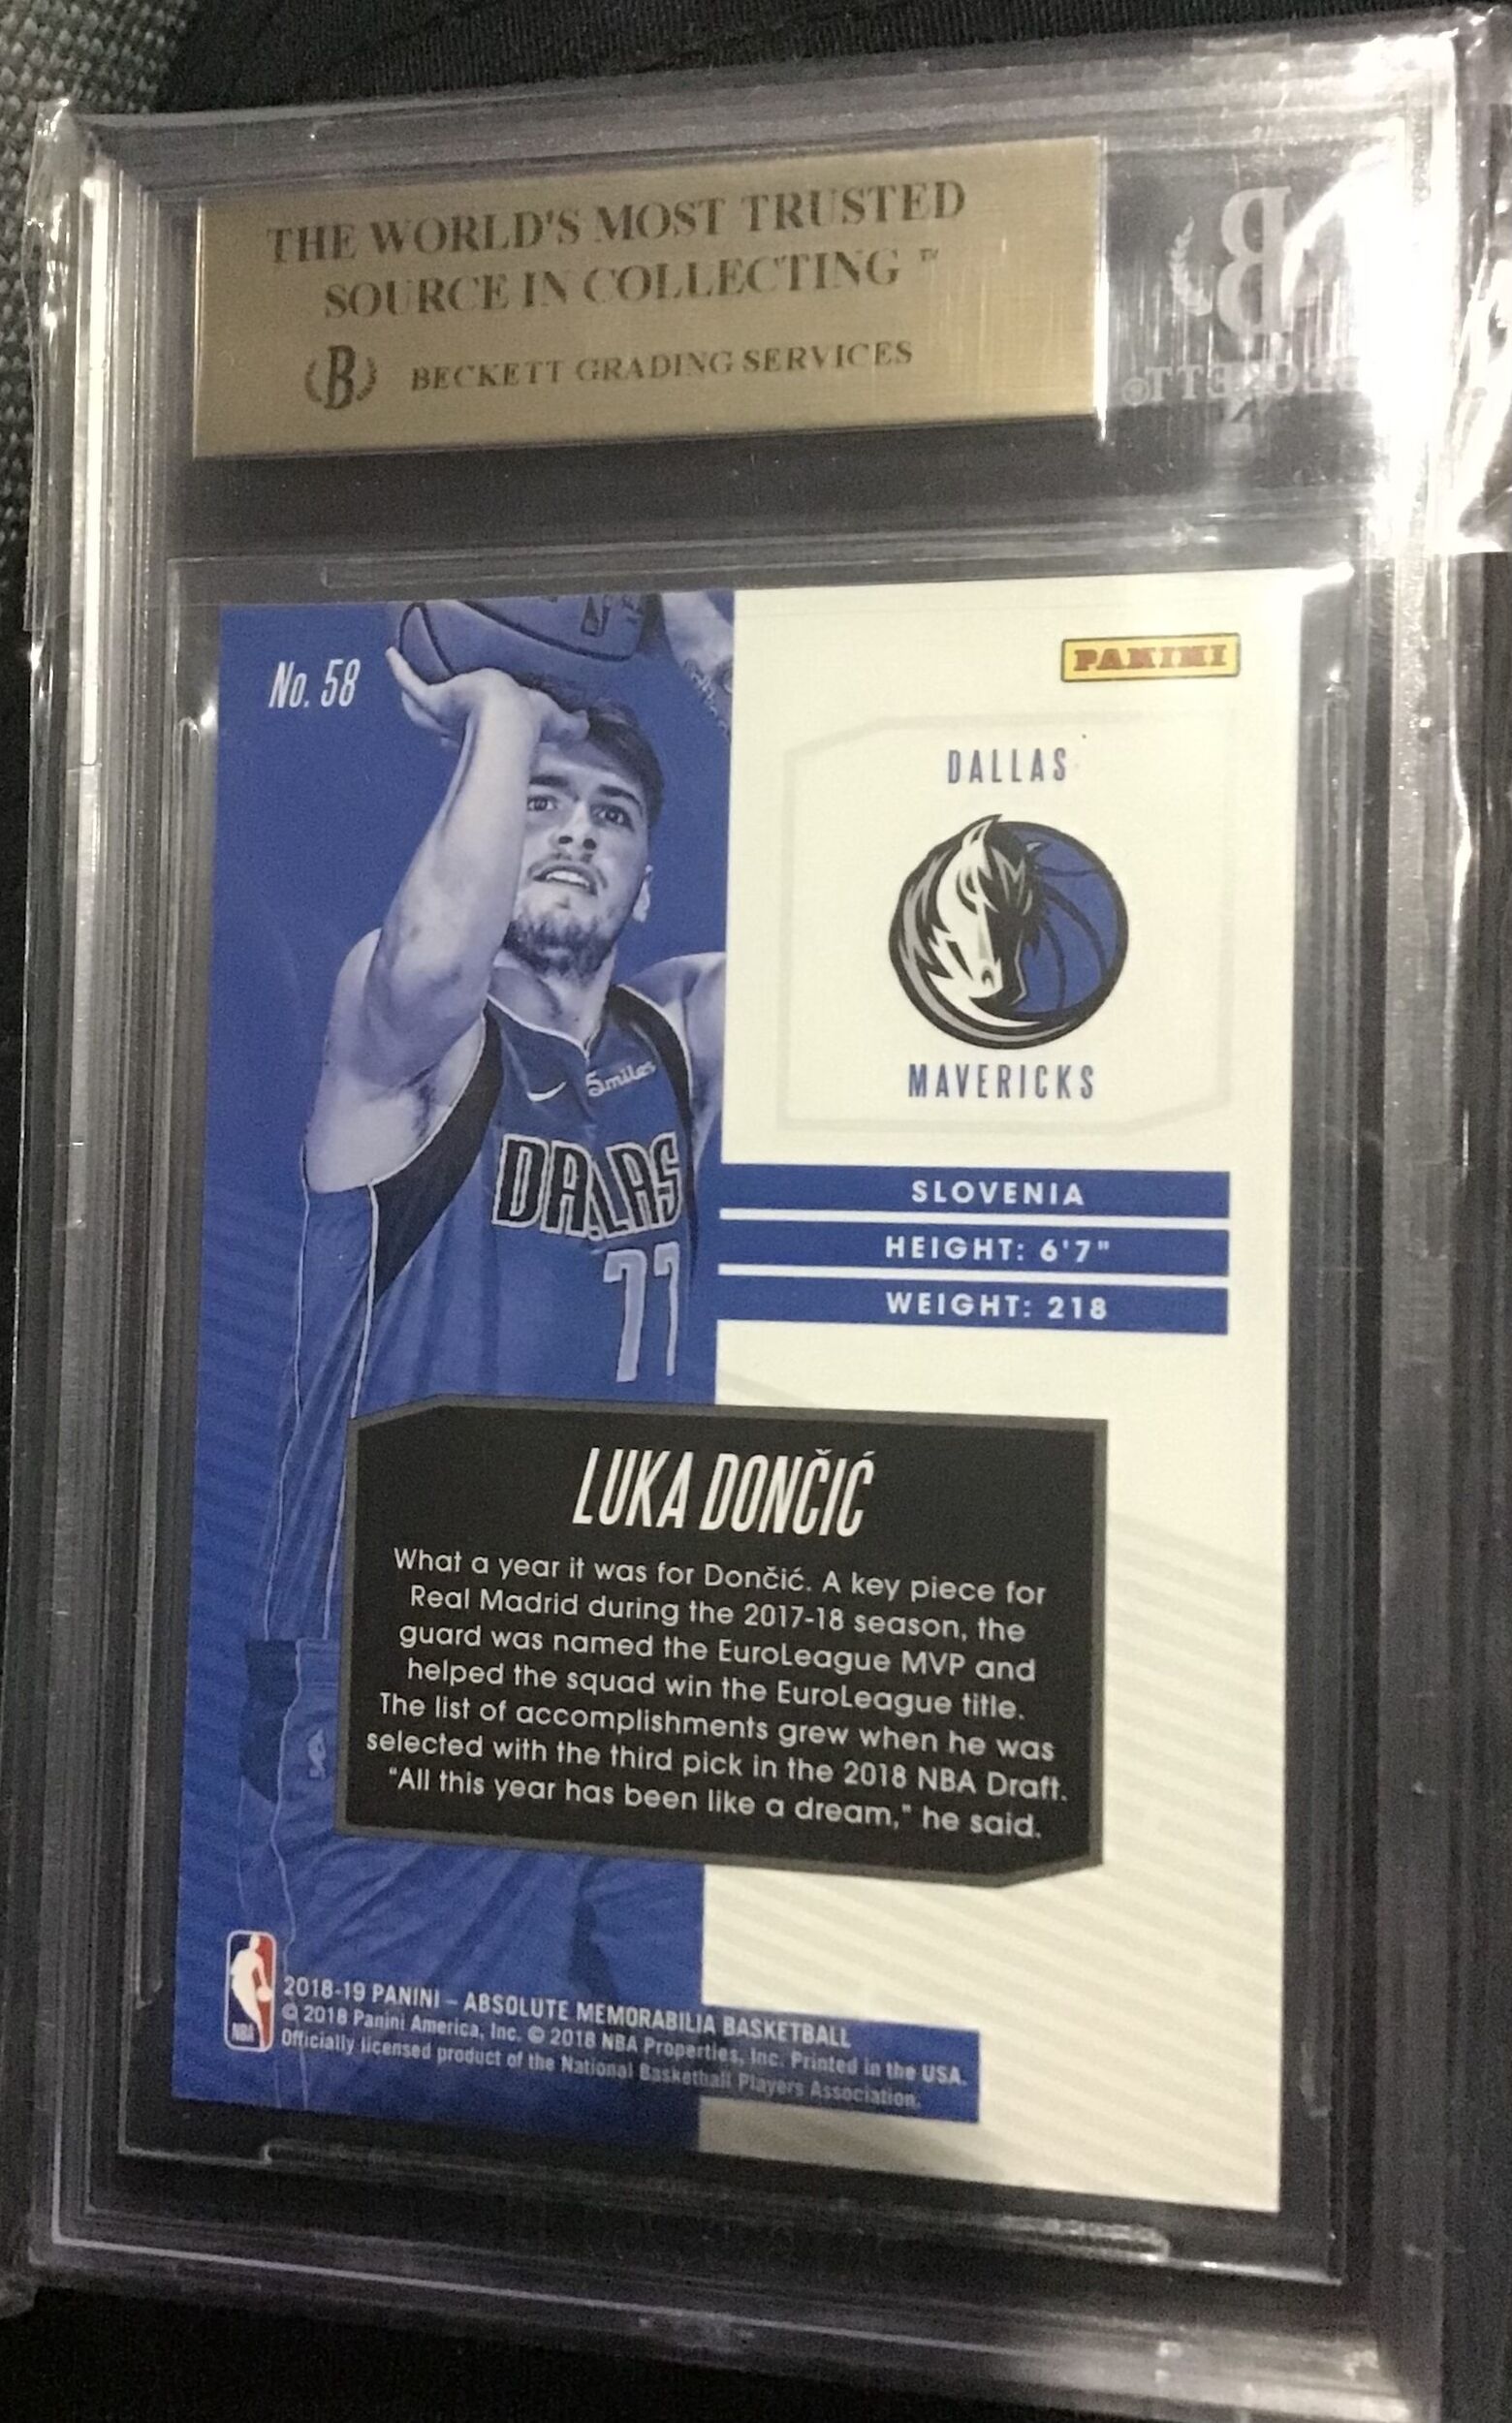 THE WORLD'S MOST TRUSTED
SOURCE IN COLLECTING ™
B BECKETT GRADING SERVICES
B
BECKETT®
No. 58
PANINI
DALLAS
MAVERICKS
5miles
DALLAS
77
SLOVENIA
HEIGHT: 6'7"
WEIGHT: 218
LUKA DONČIĆ
What a year it was for Dončić. A key piece for
Real Madrid during the 2017-18 season, the
guard was named the EuroLeague MVP and
helped the squad win the EuroLeague title.
The list of accomplishments grew when he was
selected with the third pick in the 2018 NBA Draft.
"All this year has been like a dream," he said.
NBA
2018-19 PANINI – ABSOLUTE MEMORABILIA BASKETBALL
© 2018 Panini America, Inc. © 2018 NBA Properties, Inc. Printed in the USA.
Officially licensed product of the National Basketball Players Association.